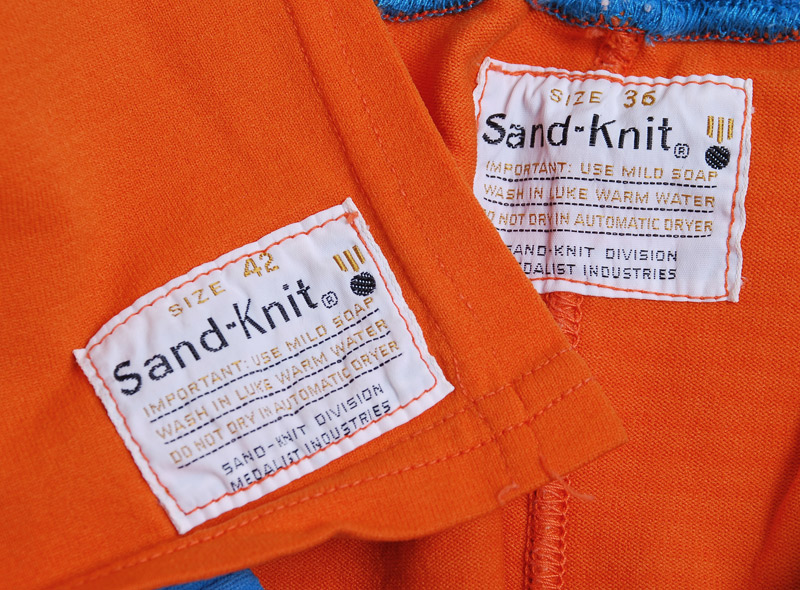 SIZE 36
Sand-Knit®
IMPORTANT: USE MILD SOAP
WASH IN LUKE WARM WATER
DO NOT DRY IN AUTOMATIC DRYER
SAND-KNIT DIVISION
MEDALIST INDUSTRIES
SIZE 42
Sand-Knit®
IMPORTANT: USE MILD SOAP
WASH IN LUKE WARM WATER
DO NOT DRY IN AUTOMATIC DRYER
SAND-KNIT DIVISION
MEDALIST INDUSTRIES